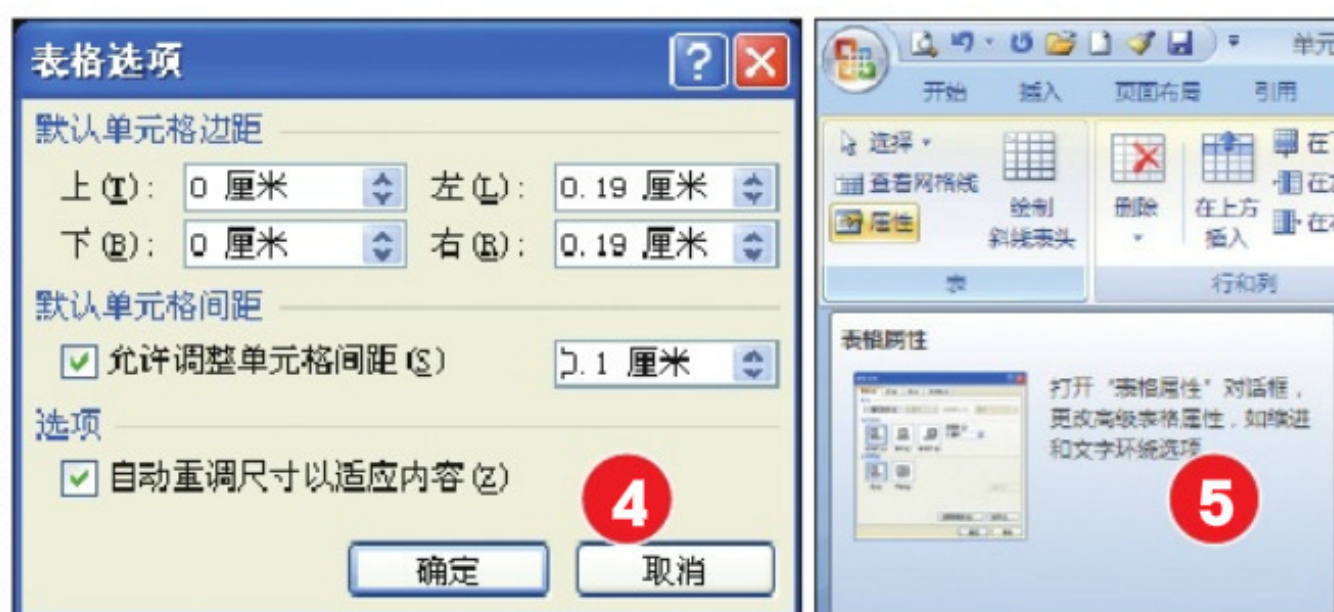 表格选项
默认单元格边距
上(T): 0 厘米 左(L): 0.19 厘米
下(B): 0 厘米 右(R): 0.19 厘米
默认单元格间距
允许调整单元格间距(S) 0.1 厘米
选项
自动重调尺寸以适应内容(Z)
4
确定 取消
单元
开始 插入 页面布局 引用
选择
查看网格线
属性
绘制
斜线表头
删除
在上方
插入
在
在
在
表 行和列
表格属性
打开“表格属性”对话框，
更改高级表格属性，如缩进
和文字环绕选项
5